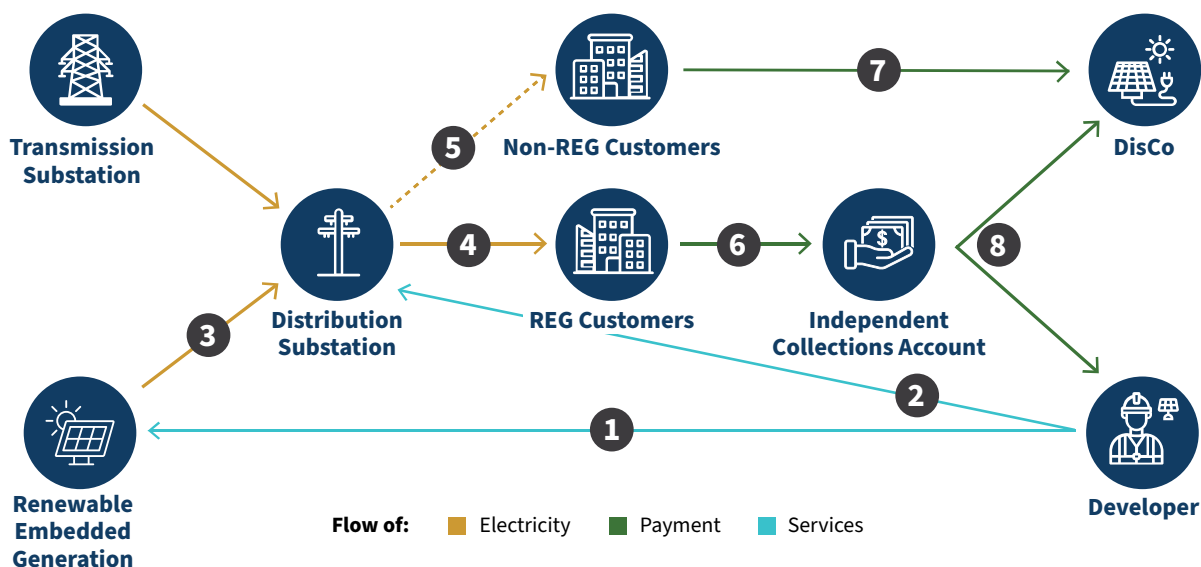 7
Transmission
Substation
5
Non-REG Customers
DisCo
4
6
8
3
Distribution
Substation
REG Customers
Independent
Collections Account
$
2
1
Renewable
Embedded
Generation
Developer
Flow of:
Electricity
Payment
Services